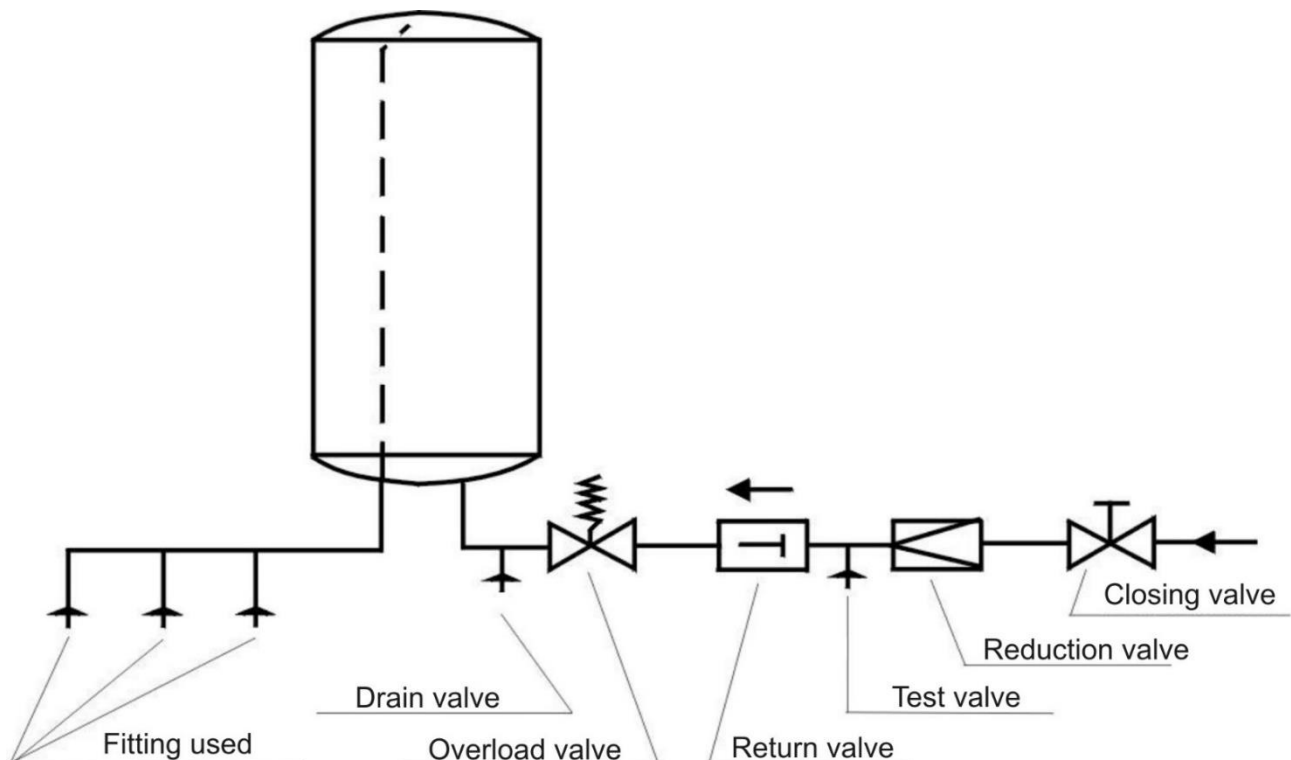 Closing valve
Reduction valve
Drain valve
Test valve
Fitting used
Overload valve
Return valve